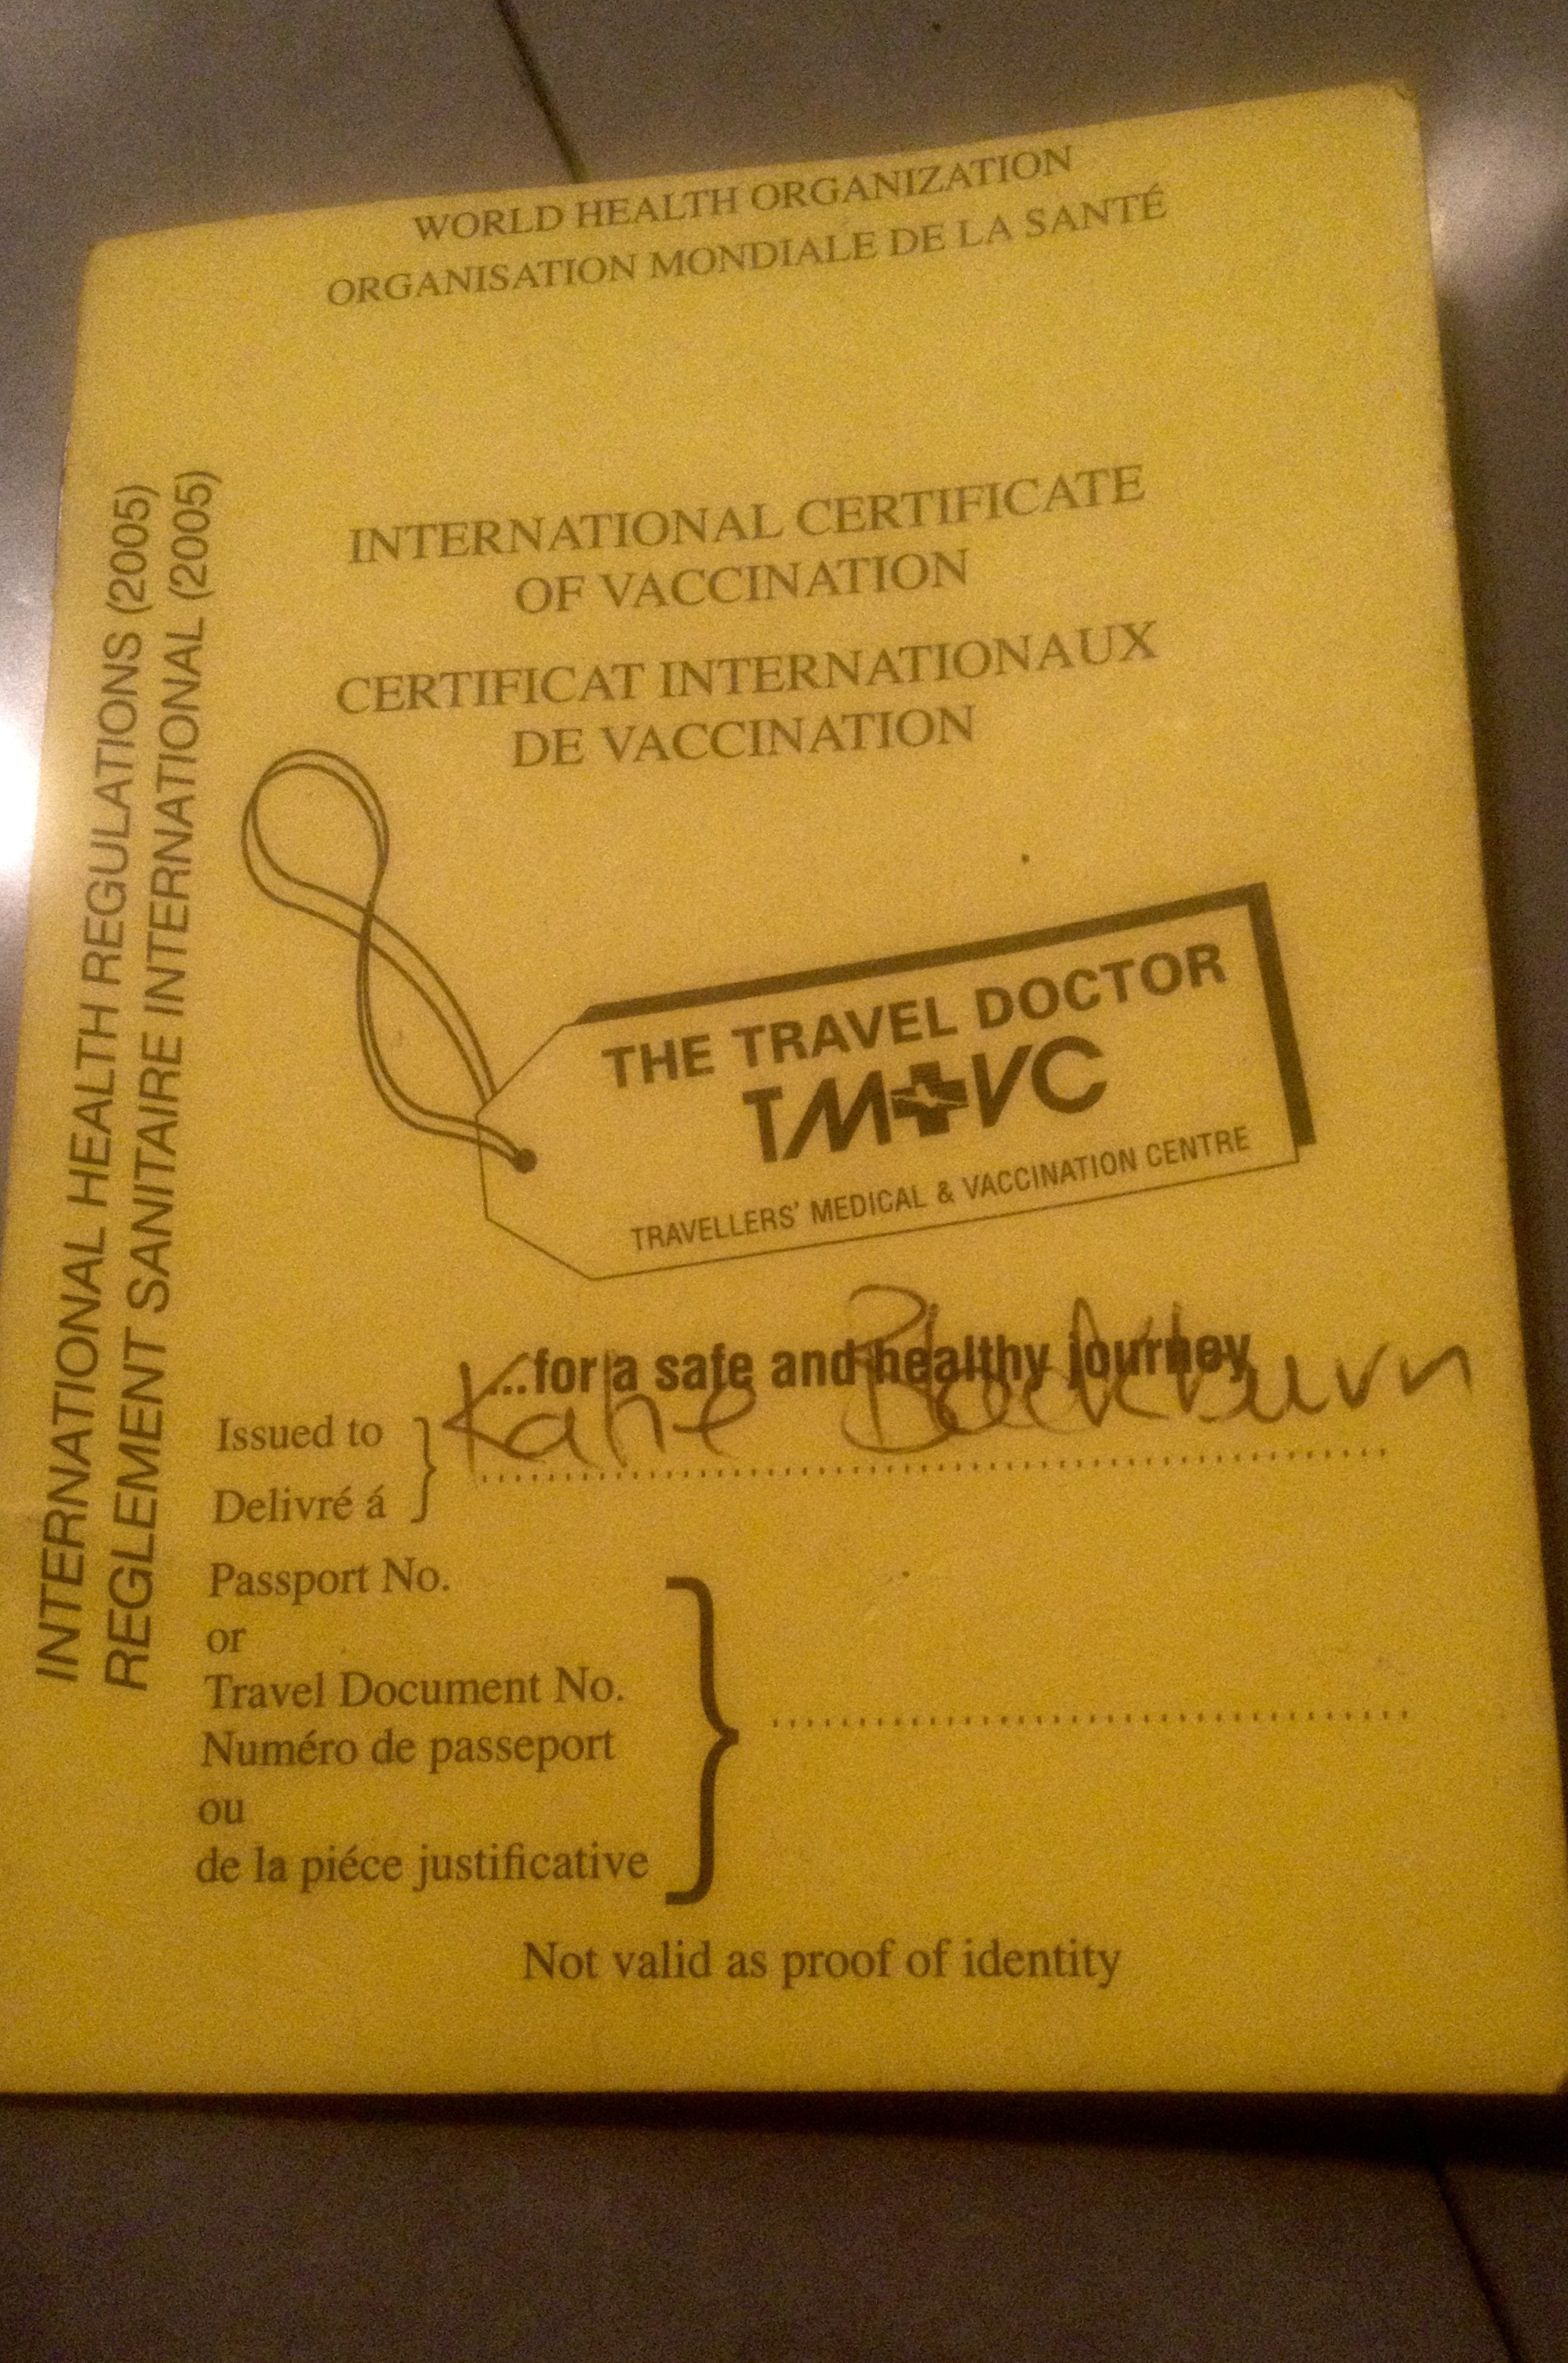 WORLD HEALTH ORGANIZATION
ORGANISATION MONDIALE DE LA SANTÉ
INTERNATIONAL HEALTH REGULATIONS (2005)
REGLEMENT SANITAIRE INTERNATIONAL (2005)
INTERNATIONAL CERTIFICATE
OF VACCINATION
CERTIFICAT INTERNATIONAUX
DE VACCINATION
THE TRAVEL DOCTOR
TMVC
TRAVELLERS' MEDICAL & VACCINATION CENTRE
...for a safe and healthy journey
Issued to
Katie Blackburn
Delivré á
Passport No.
or
Travel Document No.
Numéro de passeport
ou
de la piéce justificative
Not valid as proof of identity